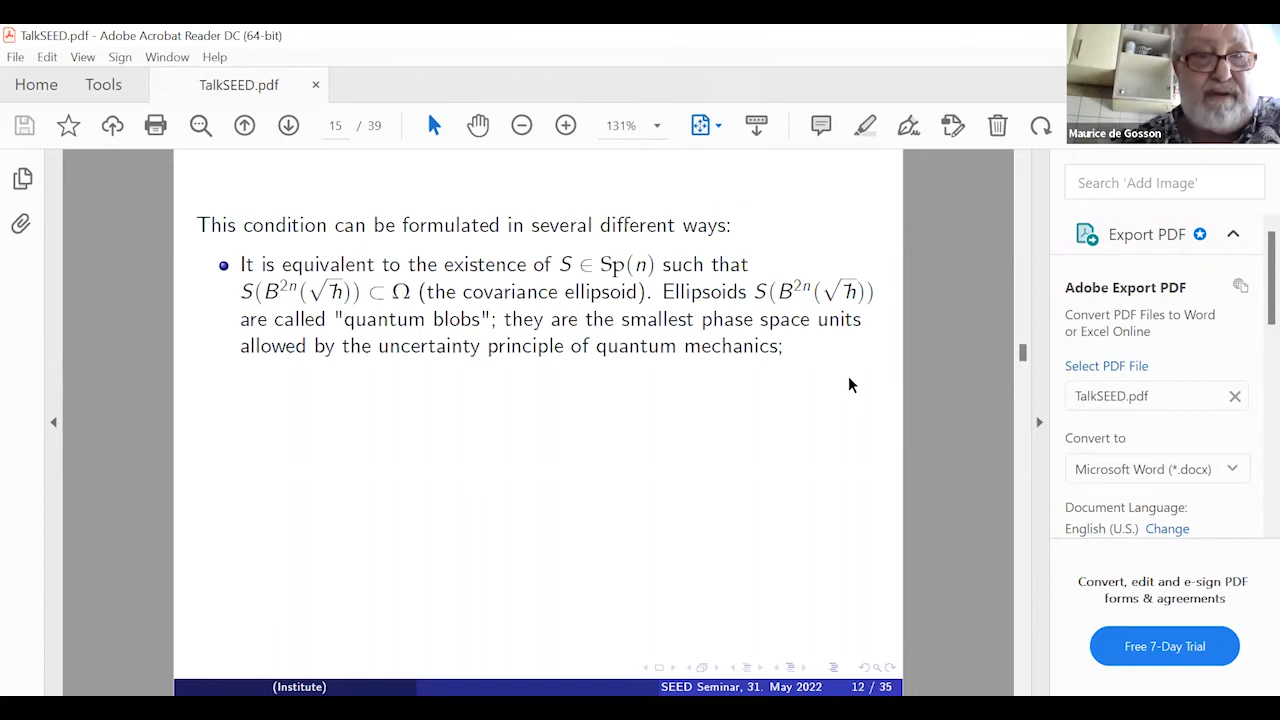 TalkSEED.pdf - Adobe Acrobat Reader DC (64-bit)
File Edit View Sign Window Help
Home Tools TalkSEED.pdf ×
15 / 39 131%
Maurice de Gosson
This condition can be formulated in several different ways:
It is equivalent to the existence of S ∈ Sp(n) such that
S(B²ⁿ(√ℏ)) ⊂ Ω (the covariance ellipsoid). Ellipsoids S(B²ⁿ(√ℏ))
are called "quantum blobs"; they are the smallest phase space units
allowed by the uncertainty principle of quantum mechanics;
(Institute) SEED Seminar, 31. May 2022 12 / 35
Search 'Add Image'
Export PDF
Adobe Export PDF
Convert PDF Files to Word
or Excel Online
Select PDF File
TalkSEED.pdf
Convert to
Microsoft Word (*.docx)
Document Language:
English (U.S.) Change
Convert, edit and e-sign PDF
forms & agreements
Free 7-Day Trial